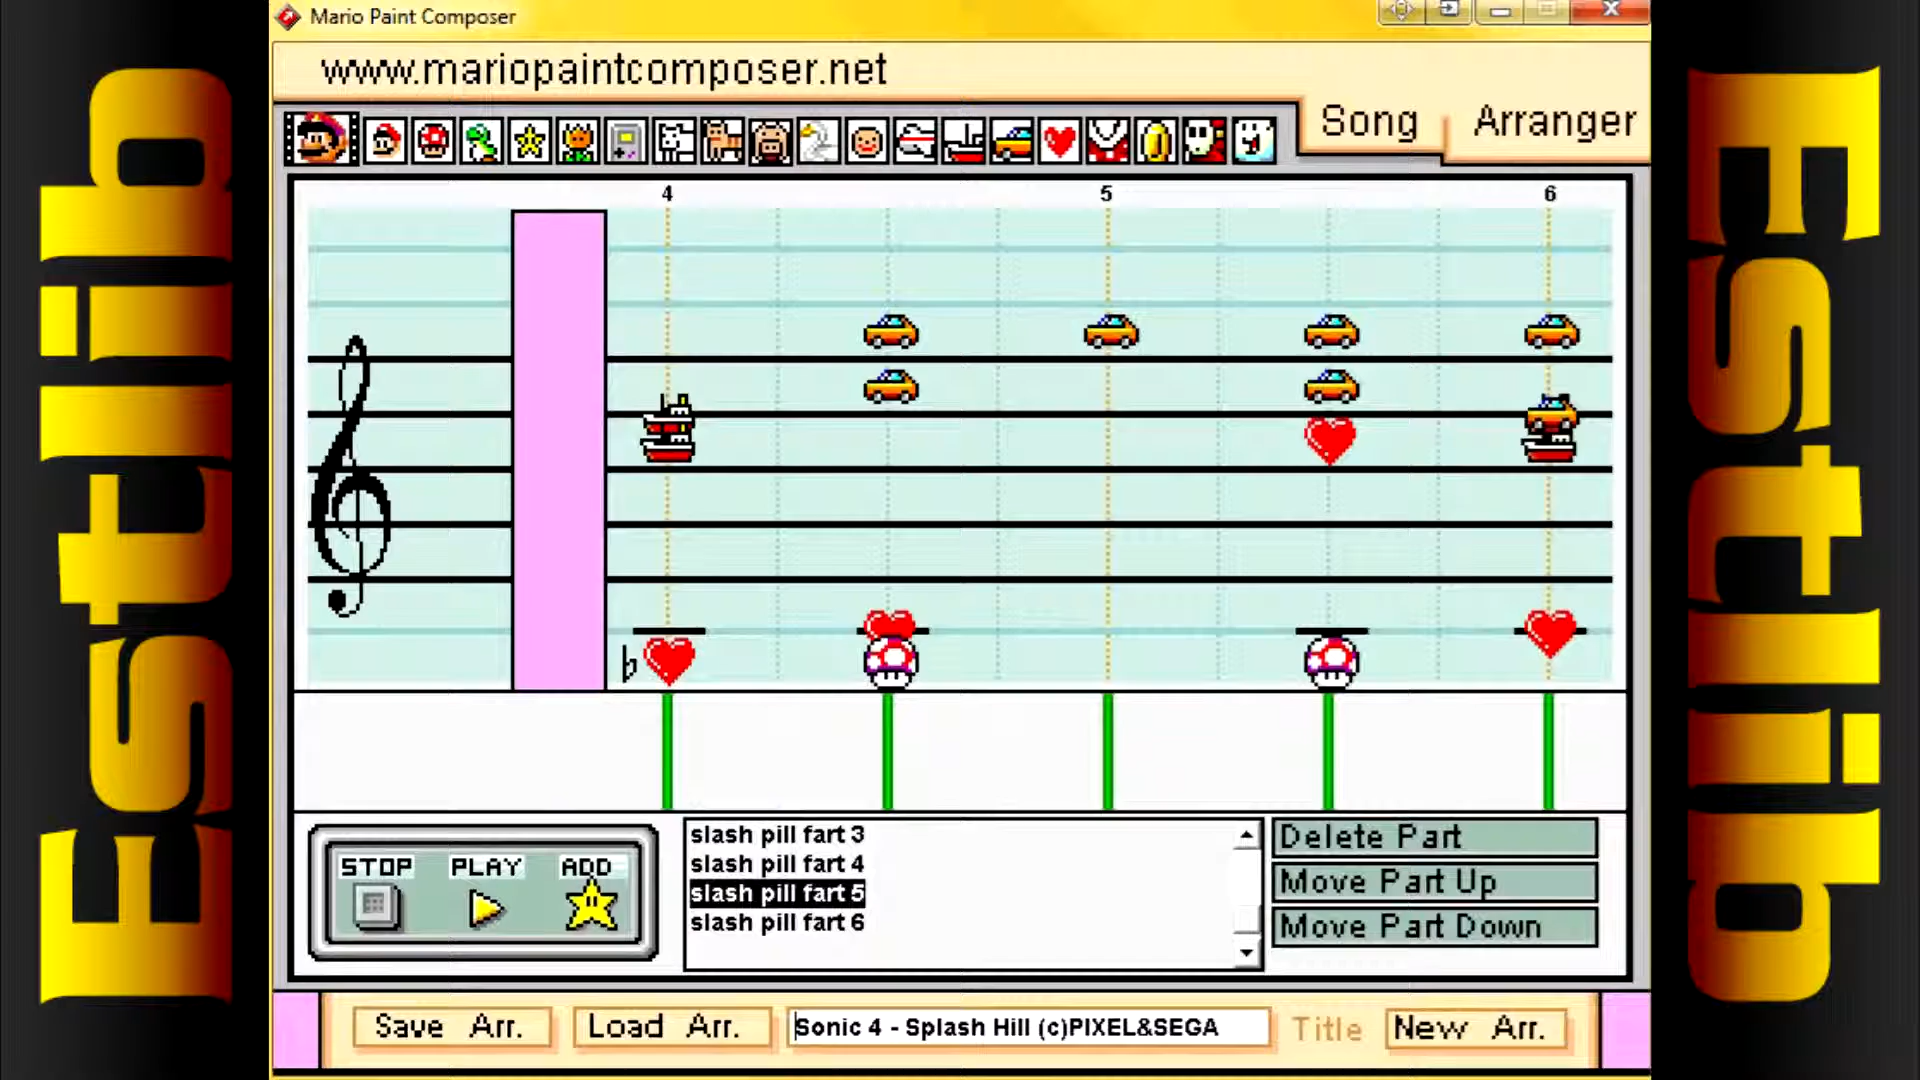 Mario Paint Composer
www.mariopaintcomposer.net
Song
Arranger
4
5
6
STOP
PLAY
ADD
slash pill fart 3
slash pill fart 4
slash pill fart 5
slash pill fart 6
Delete Part
Move Part Up
Move Part Down
Save Arr.
Load Arr.
Sonic 4 - Splash Hill (c)PIXEL&SEGA
Title
New Arr.
Estlib
Estlib